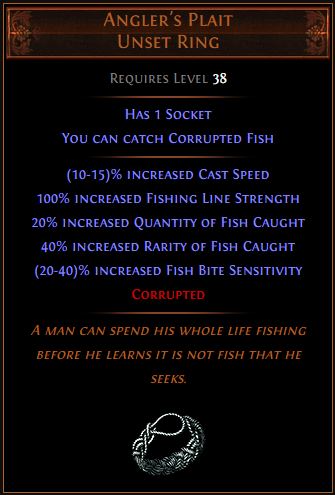 Angler's Plait
Unset Ring
Requires Level 38
Has 1 Socket
You can catch Corrupted Fish
(10-15)% increased Cast Speed
100% increased Fishing Line Strength
20% increased Quantity of Fish Caught
40% increased Rarity of Fish Caught
(20-40)% increased Fish Bite Sensitivity
Corrupted
A man can spend his whole life fishing
before he learns it is not fish that he
seeks.